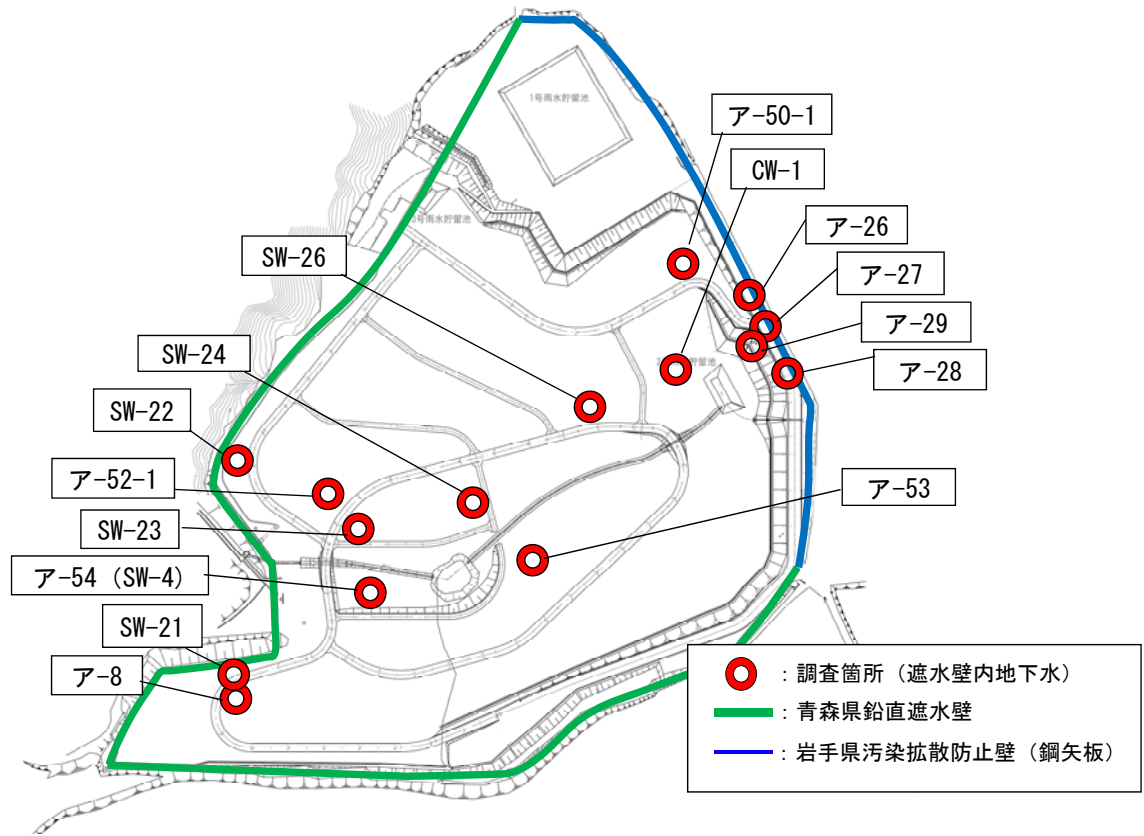 1号雨水貯留池
ア-50-1
CW-1
ア-26
SW-26
ア-27
ア-29
SW-24
ア-28
SW-22
ア-52-1
ア-53
SW-23
ア-54 (SW-4)
SW-21
ア-8
：調査箇所（遮水壁内地下水）
：青森県鉛直遮水壁
：岩手県汚染拡散防止壁（鋼矢板）